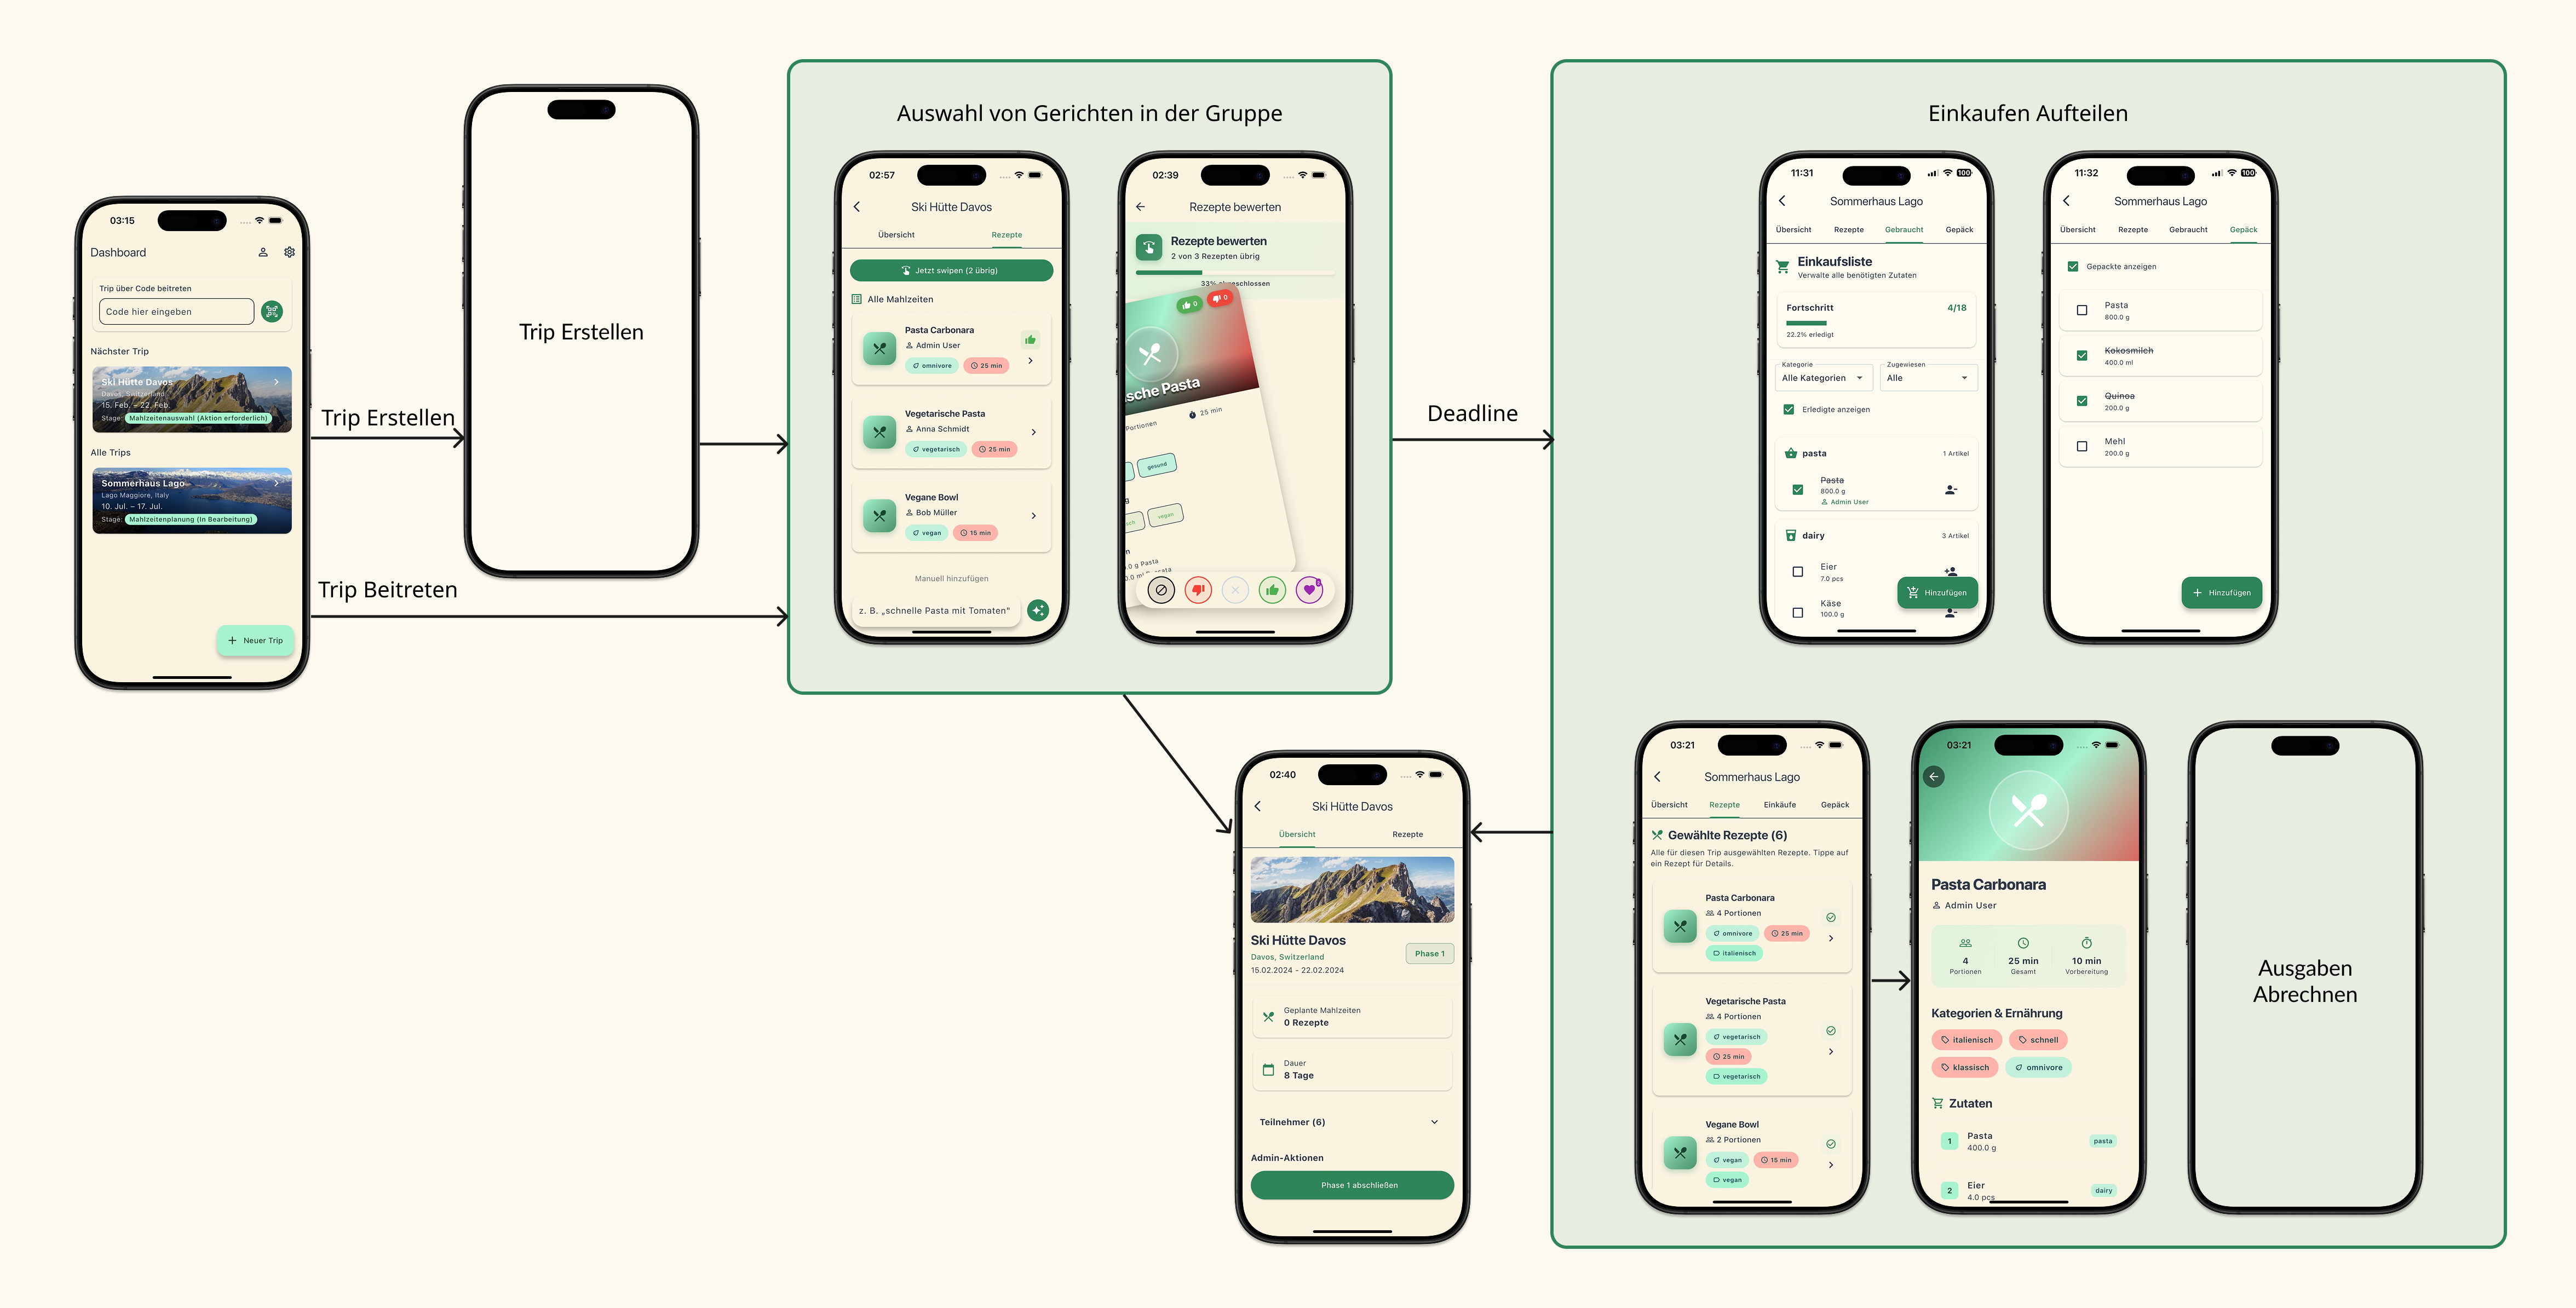 03:15
Dashboard
Trip über Code beitreten
Code hier eingeben
Nächster Trip
Ski Hütte Davos
Davos, Switzerland
15. Feb. – 22. Feb.
Stage: Mahlzeitenauswahl (Aktion erforderlich)
Alle Trips
Sommerhaus Lago
Lago Maggiore, Italy
10. Jul. – 17. Jul.
Stage: Mahlzeitenplanung (In Bearbeitung)
+ Neuer Trip
Trip Erstellen
Trip Beitreten
Trip Erstellen
Auswahl von Gerichten in der Gruppe
02:57
Ski Hütte Davos
Übersicht Rezepte
Jetzt swipen (2 übrig)
Alle Mahlzeiten
Pasta Carbonara
Admin User
omnivore 25 min
Vegetarische Pasta
Anna Schmidt
vegetarisch 25 min
Vegane Bowl
Bob Müller
vegan 15 min
Manuell hinzufügen
z. B. „schnelle Pasta mit Tomaten"
02:39
Rezepte bewerten
Rezepte bewerten
2 von 3 Rezepten übrig
33%
0 0
sche Pasta
25 min
Portionen
gesund
vegan
.0 g Pasta
Deadline
02:40
Ski Hütte Davos
Übersicht Rezepte
Ski Hütte Davos
Phase 1
Davos, Switzerland
15.02.2024 - 22.02.2024
Geplante Mahlzeiten
0 Rezepte
Dauer
8 Tage
Teilnehmer (6)
Admin-Aktionen
Phase 1 abschließen
Einkaufen Aufteilen
11:31
100
Sommerhaus Lago
Übersicht Rezepte Gebraucht Gepäck
Einkaufsliste
Verwalte alle benötigten Zutaten
Fortschritt 4/18
22.2% erledigt
Kategorie Zugewiesen
Alle Kategorien Alle
Erledigte anzeigen
pasta 1 Artikel
Pasta
800.0 g
Admin User
dairy 3 Artikel
Eier
7.0 pcs
Käse
100.0 g
Hinzufügen
11:32
100
Sommerhaus Lago
Übersicht Rezepte Gebraucht Gepäck
Gepackte anzeigen
Pasta
800.0 g
Kokosmilch
400.0 ml
Quinoa
200.0 g
Mehl
200.0 g
+ Hinzufügen
03:21
Sommerhaus Lago
Übersicht Rezepte Einkäufe Gepäck
Gewählte Rezepte (6)
Alle für diesen Trip ausgewählten Rezepte. Tippe auf
ein Rezept für Details.
Pasta Carbonara
4 Portionen
omnivore 25 min
italienisch
Vegetarische Pasta
4 Portionen
vegetarisch
25 min
vegetarisch
Vegane Bowl
2 Portionen
vegan 15 min
vegan
03:21
Pasta Carbonara
Admin User
4 25 min 10 min
Portionen Gesamt Vorbereitung
Kategorien & Ernährung
italienisch schnell
klassisch omnivore
Zutaten
1 Pasta pasta
400.0 g
2 Eier dairy
4.0 pcs
Ausgaben
Abrechnen